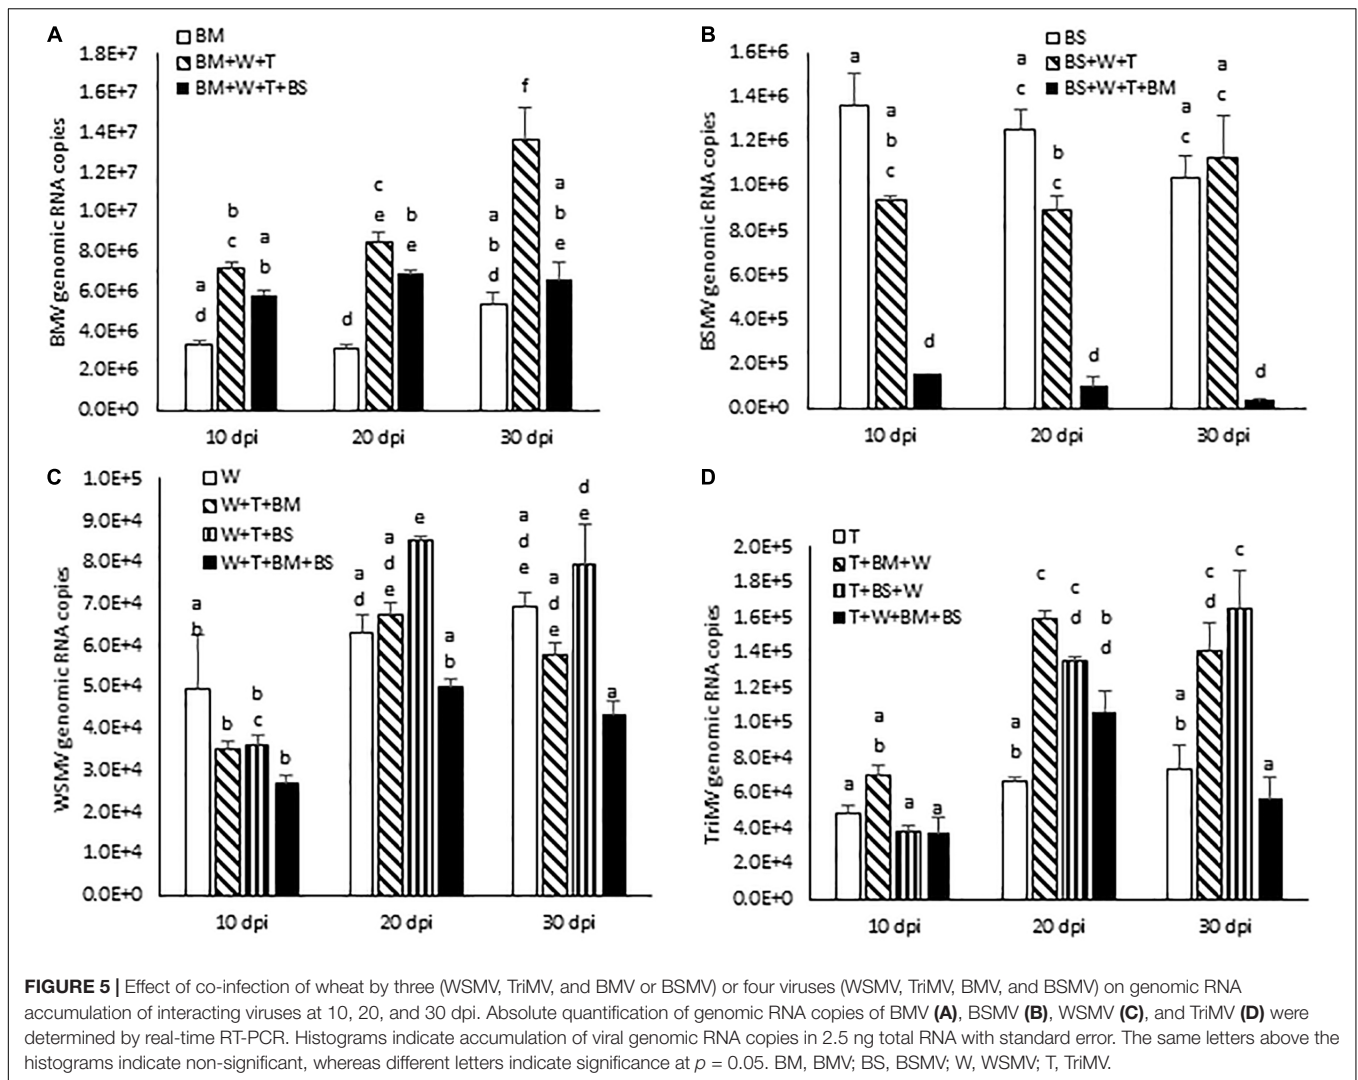 A
BM
BM+W+T
BM+W+T+BS
BMV genomic RNA copies
1.8E+7
1.6E+7
1.4E+7
1.2E+7
1.0E+7
8.0E+6
6.0E+6
4.0E+6
2.0E+6
0.0E+0
a
d
b
c
a
b
d
c
e
b
e
a
b
d
f
a
b
e
10 dpi
20 dpi
30 dpi
B
BS
BS+W+T
BS+W+T+BM
BSMV genomic RNA copies
1.6E+6
1.4E+6
1.2E+6
1.0E+6
8.0E+5
6.0E+5
4.0E+5
2.0E+5
0.0E+0
a
a
b
c
d
a
c
b
c
d
a
c
a
c
d
10 dpi
20 dpi
30 dpi
C
W
W+T+BM
W+T+BS
W+T+BM+BS
WSMV genomic RNA copies
1.0E+5
9.0E+4
8.0E+4
7.0E+4
6.0E+4
5.0E+4
4.0E+4
3.0E+4
2.0E+4
1.0E+4
0.0E+0
a
b
b
b
c
b
a
d
a
d
e
e
a
b
a
d
e
a
d
e
d
e
a
10 dpi
20 dpi
30 dpi
D
T
T+BM+W
T+BS+W
T+W+BM+BS
TriMV genomic RNA copies
2.0E+5
1.8E+5
1.6E+5
1.4E+5
1.2E+5
1.0E+5
8.0E+4
6.0E+4
4.0E+4
2.0E+4
0.0E+0
a
a
b
a
a
a
b
c
c
d
b
d
a
b
c
d
c
a
10 dpi
20 dpi
30 dpi
FIGURE 5 | Effect of co-infection of wheat by three (WSMV, TriMV, and BMV or BSMV) or four viruses (WSMV, TriMV, BMV, and BSMV) on genomic RNA
accumulation of interacting viruses at 10, 20, and 30 dpi. Absolute quantification of genomic RNA copies of BMV (A), BSMV (B), WSMV (C), and TriMV (D) were
determined by real-time RT-PCR. Histograms indicate accumulation of viral genomic RNA copies in 2.5 ng total RNA with standard error. The same letters above the
histograms indicate non-significant, whereas different letters indicate significance at p = 0.05. BM, BMV; BS, BSMV; W, WSMV; T, TriMV.